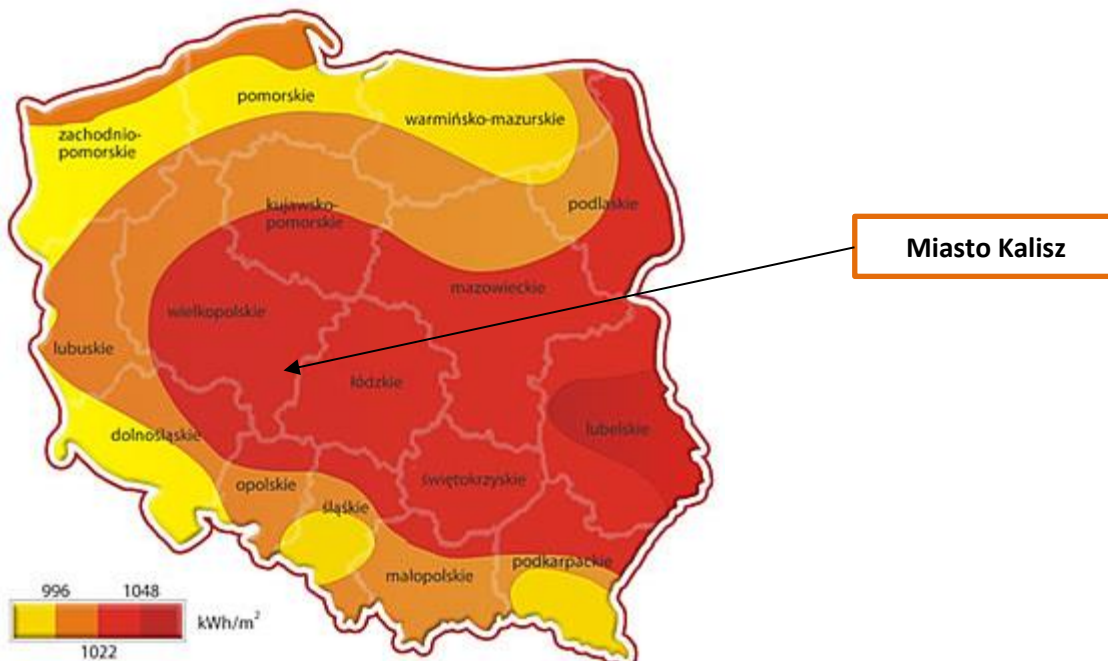 pomorskie
warmińsko-mazurskie
zachodnio-
pomorskie
podlaskie
kujawsko-
pomorskie
Miasto Kalisz
mazowieckie
wielkopolskie
lubuskie
łódzkie
lubelskie
dolnośląskie
świętokrzyskie
opolskie
śląskie
podkarpackie
małopolskie
996 1048
kWh/m²
1022